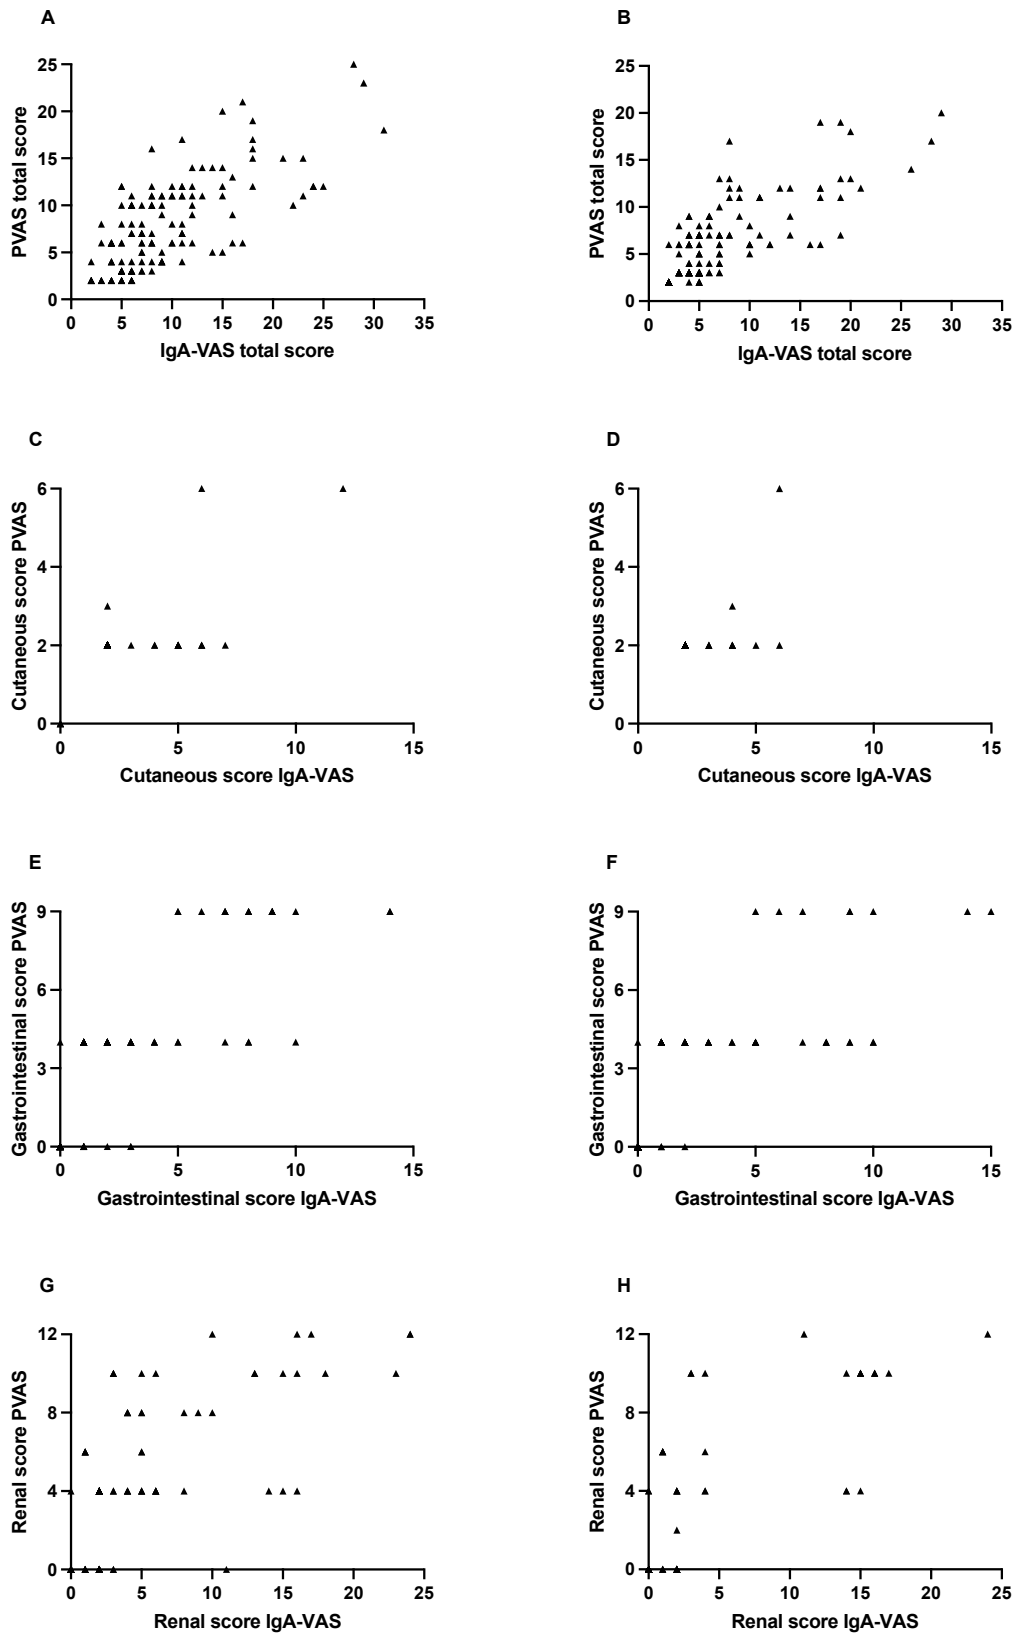 A
B
25
20
15
10
5
0
PVAS total score
0 5 10 15 20 25 30 35
IgA-VAS total score
25
20
15
10
5
0
PVAS total score
0 5 10 15 20 25 30 35
IgA-VAS total score
C
D
6
4
2
0
Cutaneous score PVAS
0 5 10 15
Cutaneous score IgA-VAS
6
4
2
0
Cutaneous score PVAS
0 5 10 15
Cutaneous score IgA-VAS
E
F
9
6
3
0
Gastrointestinal score PVAS
0 5 10 15
Gastrointestinal score IgA-VAS
9
6
3
0
Gastrointestinal score PVAS
0 5 10 15
Gastrointestinal score IgA-VAS
G
H
12
8
4
0
Renal score PVAS
0 5 10 15 20 25
Renal score IgA-VAS
12
8
4
0
Renal score PVAS
0 5 10 15 20 25
Renal score IgA-VAS